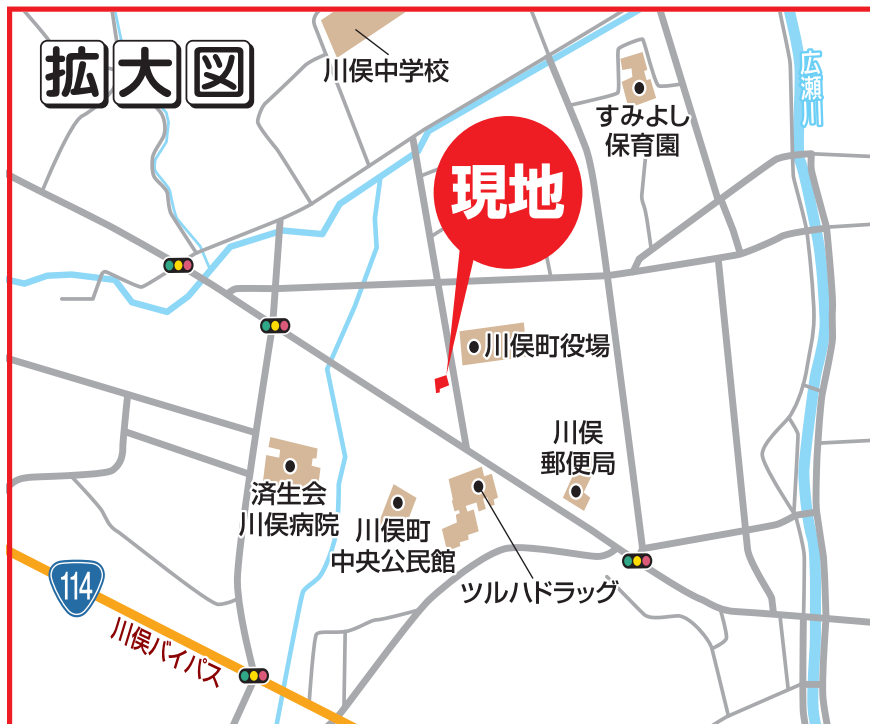 拡大図
川俣中学校
広瀬川
すみよし
保育園
現地
川俣町役場
川俣
郵便局
済生会
川俣病院
川俣町
中央公民館
ツルハドラッグ
114
川俣バイパス